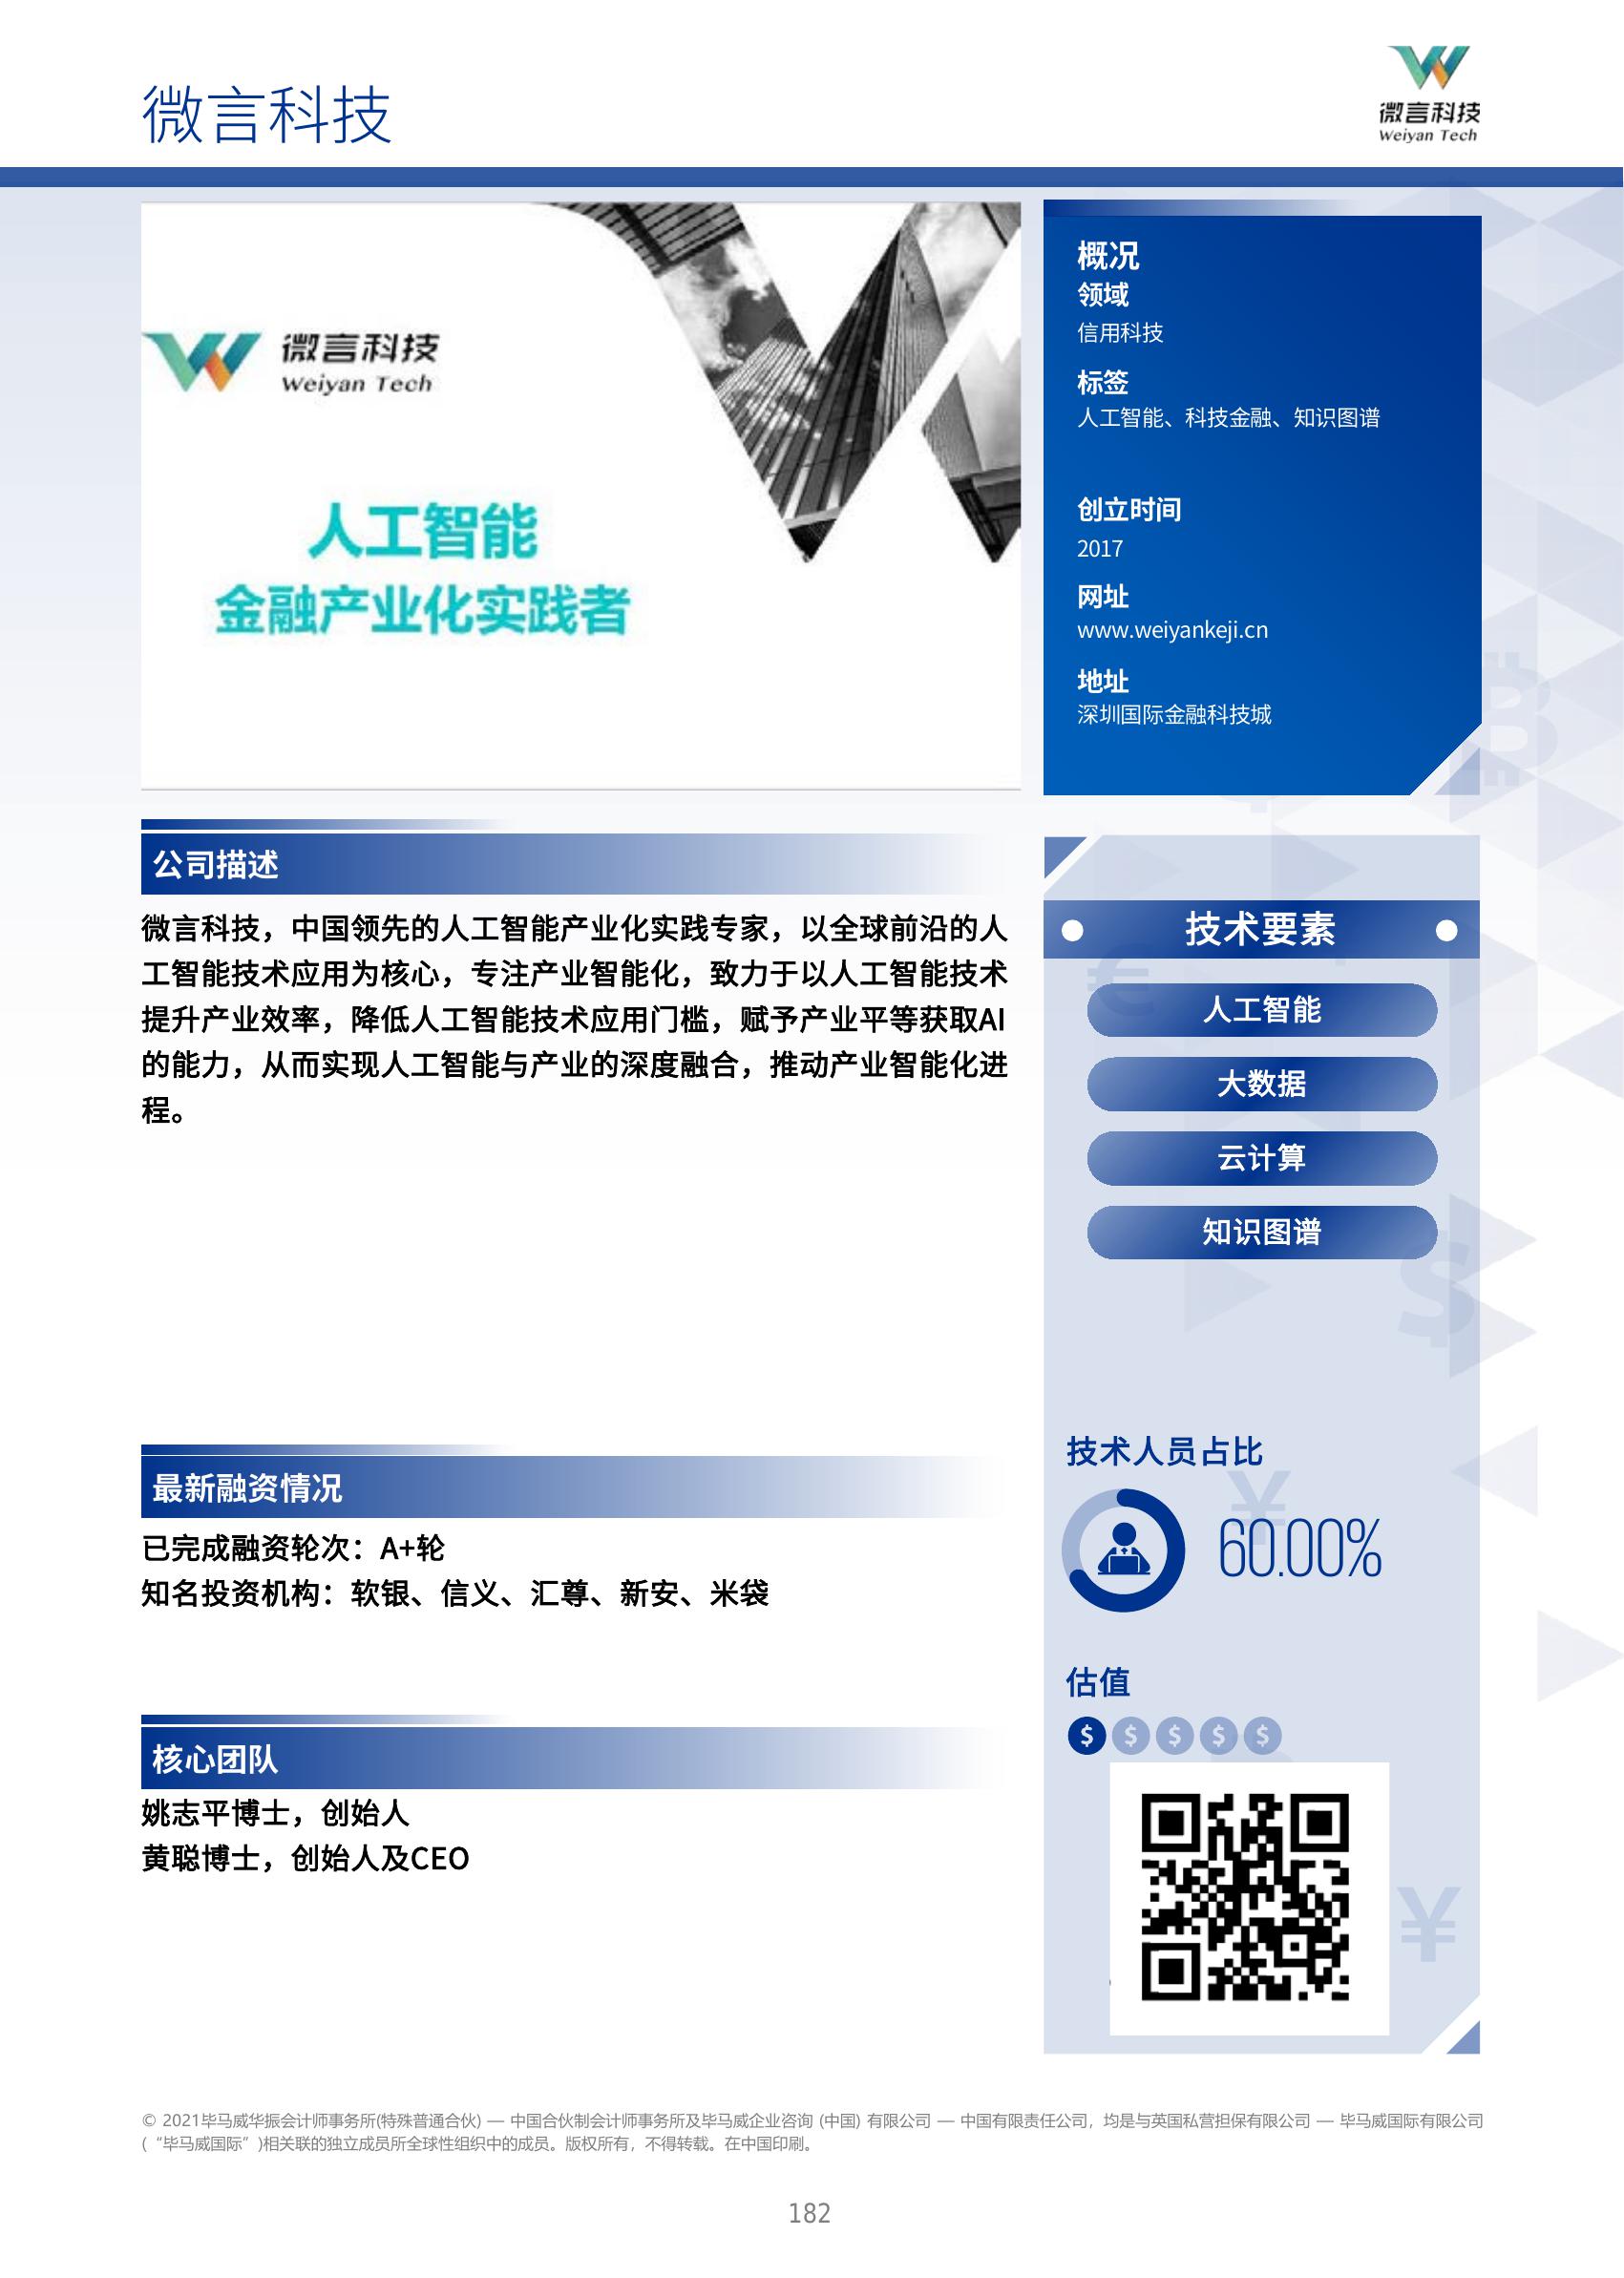 微言科技
微言科技
Weiyan Tech
微言科技
Weiyan Tech
人工智能
金融产业化实践者
概况
领域
信用科技
标签
人工智能、科技金融、知识图谱
创立时间
2017
网址
www.weiyankeji.cn
地址
深圳国际金融科技城
公司描述
微言科技，中国领先的人工智能产业化实践专家，以全球前沿的人
工智能技术应用为核心，专注产业智能化，致力于以人工智能技术
提升产业效率，降低人工智能技术应用门槛，赋予产业平等获取AI
的能力，从而实现人工智能与产业的深度融合，推动产业智能化进
程。
最新融资情况
已完成融资轮次：A+轮
知名投资机构：软银、信义、汇尊、新安、米袋
核心团队
姚志平博士，创始人
黄聪博士，创始人及CEO
技术要素
人工智能
大数据
云计算
知识图谱
技术人员占比
60.00%
估值
$ $ $ $ $
© 2021毕马威华振会计师事务所(特殊普通合伙) — 中国合伙制会计师事务所及毕马威企业咨询 (中国) 有限公司 — 中国有限责任公司，均是与英国私营担保有限公司 — 毕马威国际有限公司
(“毕马威国际”)相关联的独立成员所全球性组织中的成员。版权所有，不得转载。在中国印刷。
182